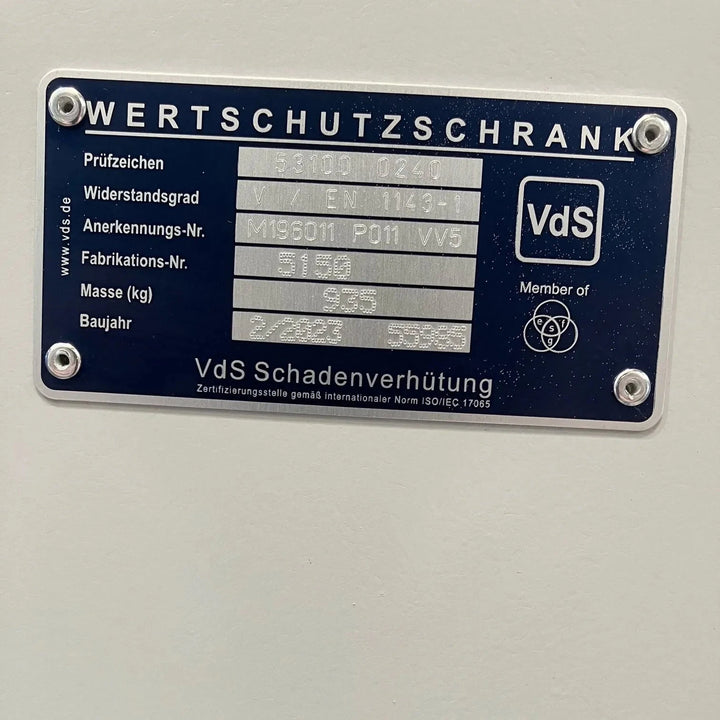 WERTSCHUTZSCHRANK
Prüfzeichen 53100 0240
Widerstandsgrad V / EN 1143-1
Anerkennungs-Nr. M196011 P011 VV5
Fabrikations-Nr. 5150
Masse (kg) 935
Baujahr 2/2023 55965
www.vds.de
VdS
Member of
e s f
g
VdS Schadenverhütung
Zertifizierungsstelle gemäß internationaler Norm ISO/IEC 17065